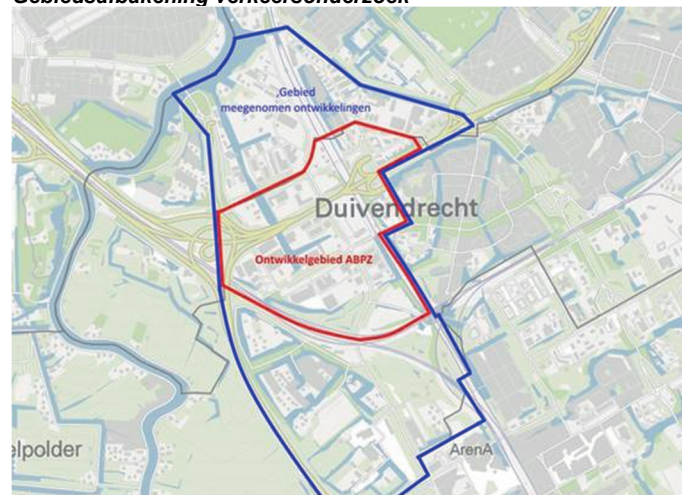 Gebiedsafbakening verkeersonderzoek
,Gebied
meegenomen ontwikkelingen
Duivendrecht
Ontwikkelgebied ABPZ
elpolder
ArenA